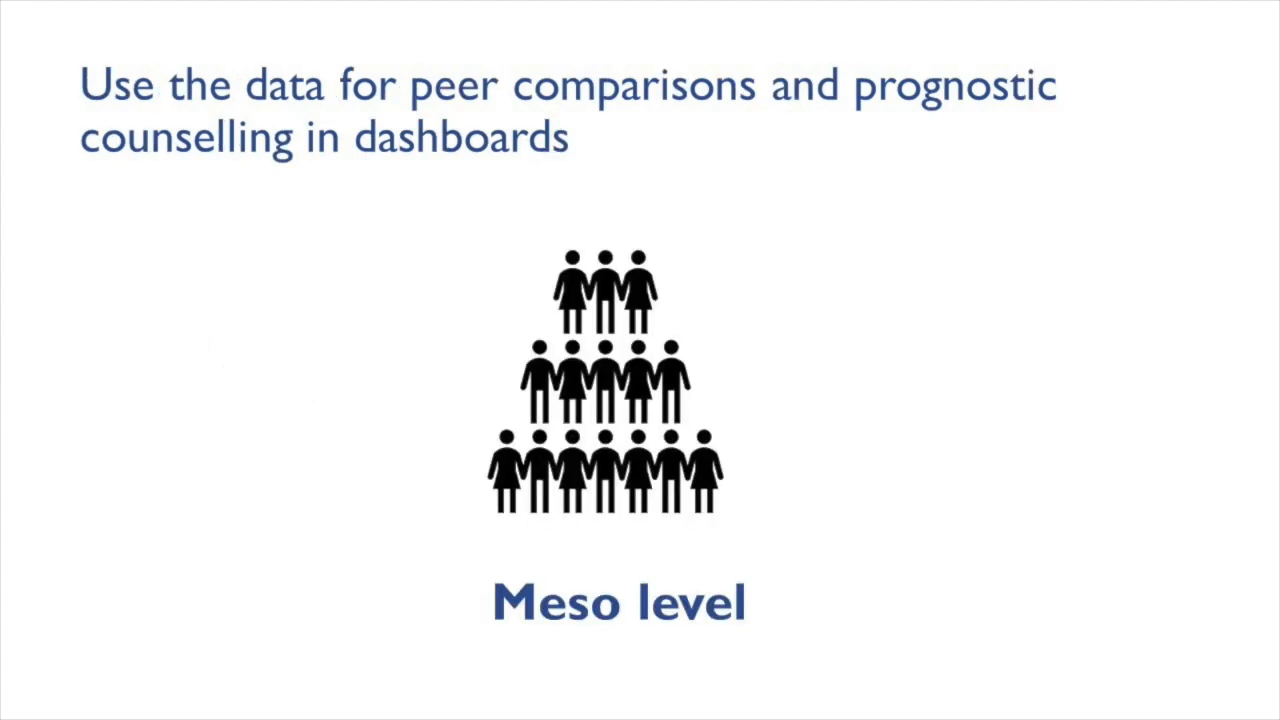 Use the data for peer comparisons and prognostic
counselling in dashboards
Meso level